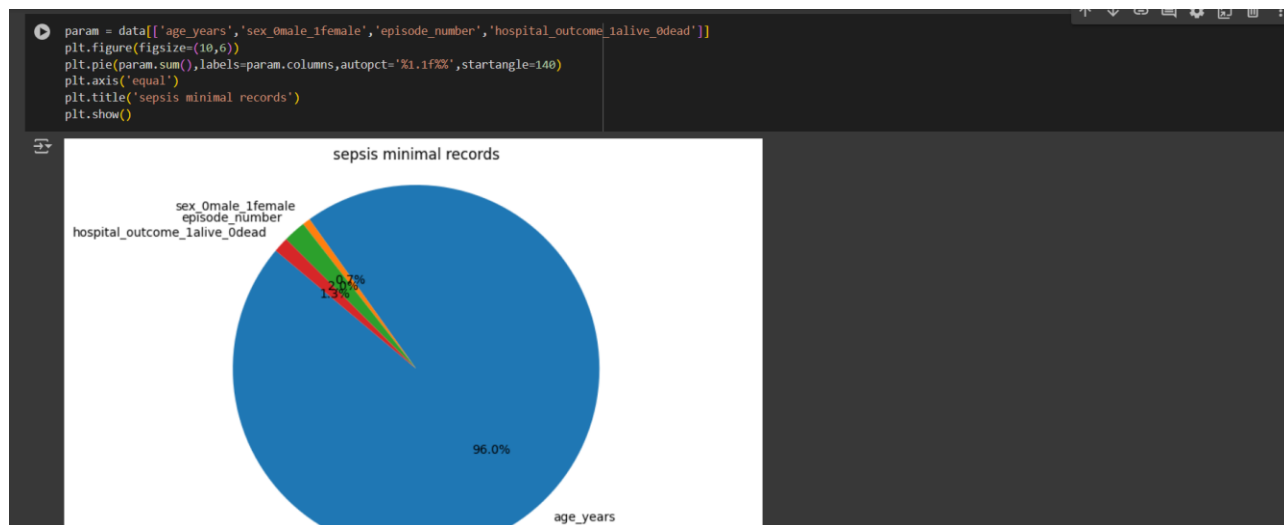 param = data[['age_years','sex_0male_1female','episode_number','hospital_outcome_1alive_0dead']]
plt.figure(figsize=(10,6))
plt.pie(param.sum(),labels=param.columns,autopct='%1.1f%%',startangle=140)
plt.axis('equal')
plt.title('sepsis minimal records')
plt.show()
sepsis minimal records
sex_0male_1female
episode_number
hospital_outcome_1alive_0dead
0.7%
2.0%
1.3%
96.0%
age_years